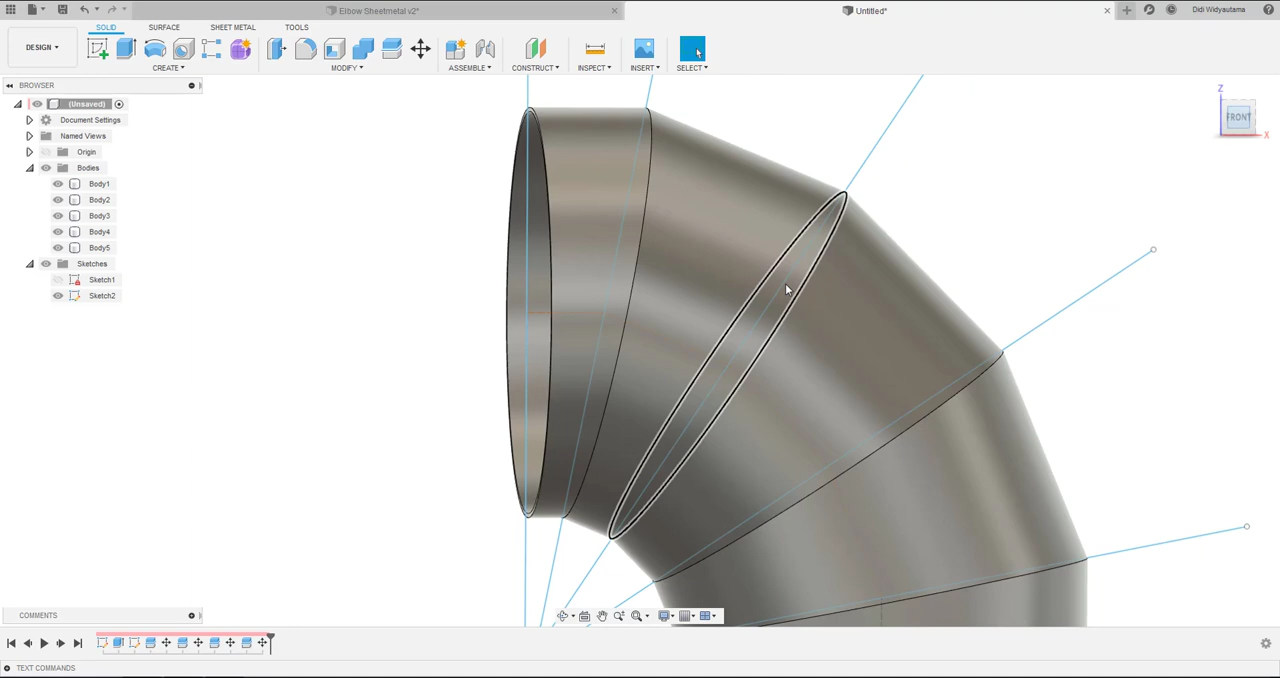 Elbow Sheetmetal v2*
Untitled*
Didi Widyautama
DESIGN
SOLID
SURFACE
SHEET METAL
TOOLS
CREATE
MODIFY
ASSEMBLE
CONSTRUCT
INSPECT
INSERT
SELECT
BROWSER
(Unsaved)
Document Settings
Named Views
Origin
Bodies
Body1
Body2
Body3
Body4
Body5
Sketches
Sketch1
Sketch2
Z
FRONT
X
COMMENTS
TEXT COMMANDS